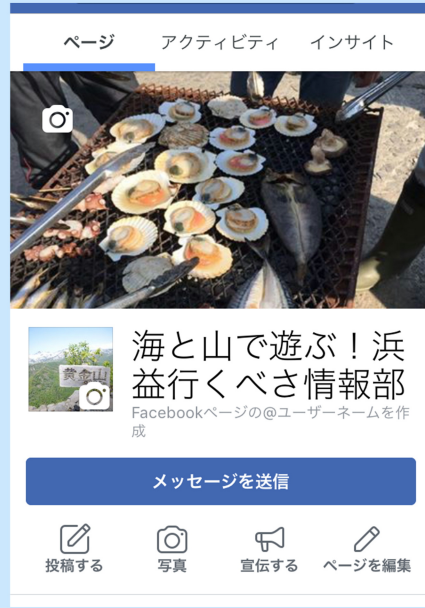 ページ アクティビティ インサイト
黄金山
海と山で遊ぶ！浜
益行くべさ情報部
Facebookページの@ユーザーネームを作
成
メッセージを送信
投稿する 写真 宣伝する ページを編集